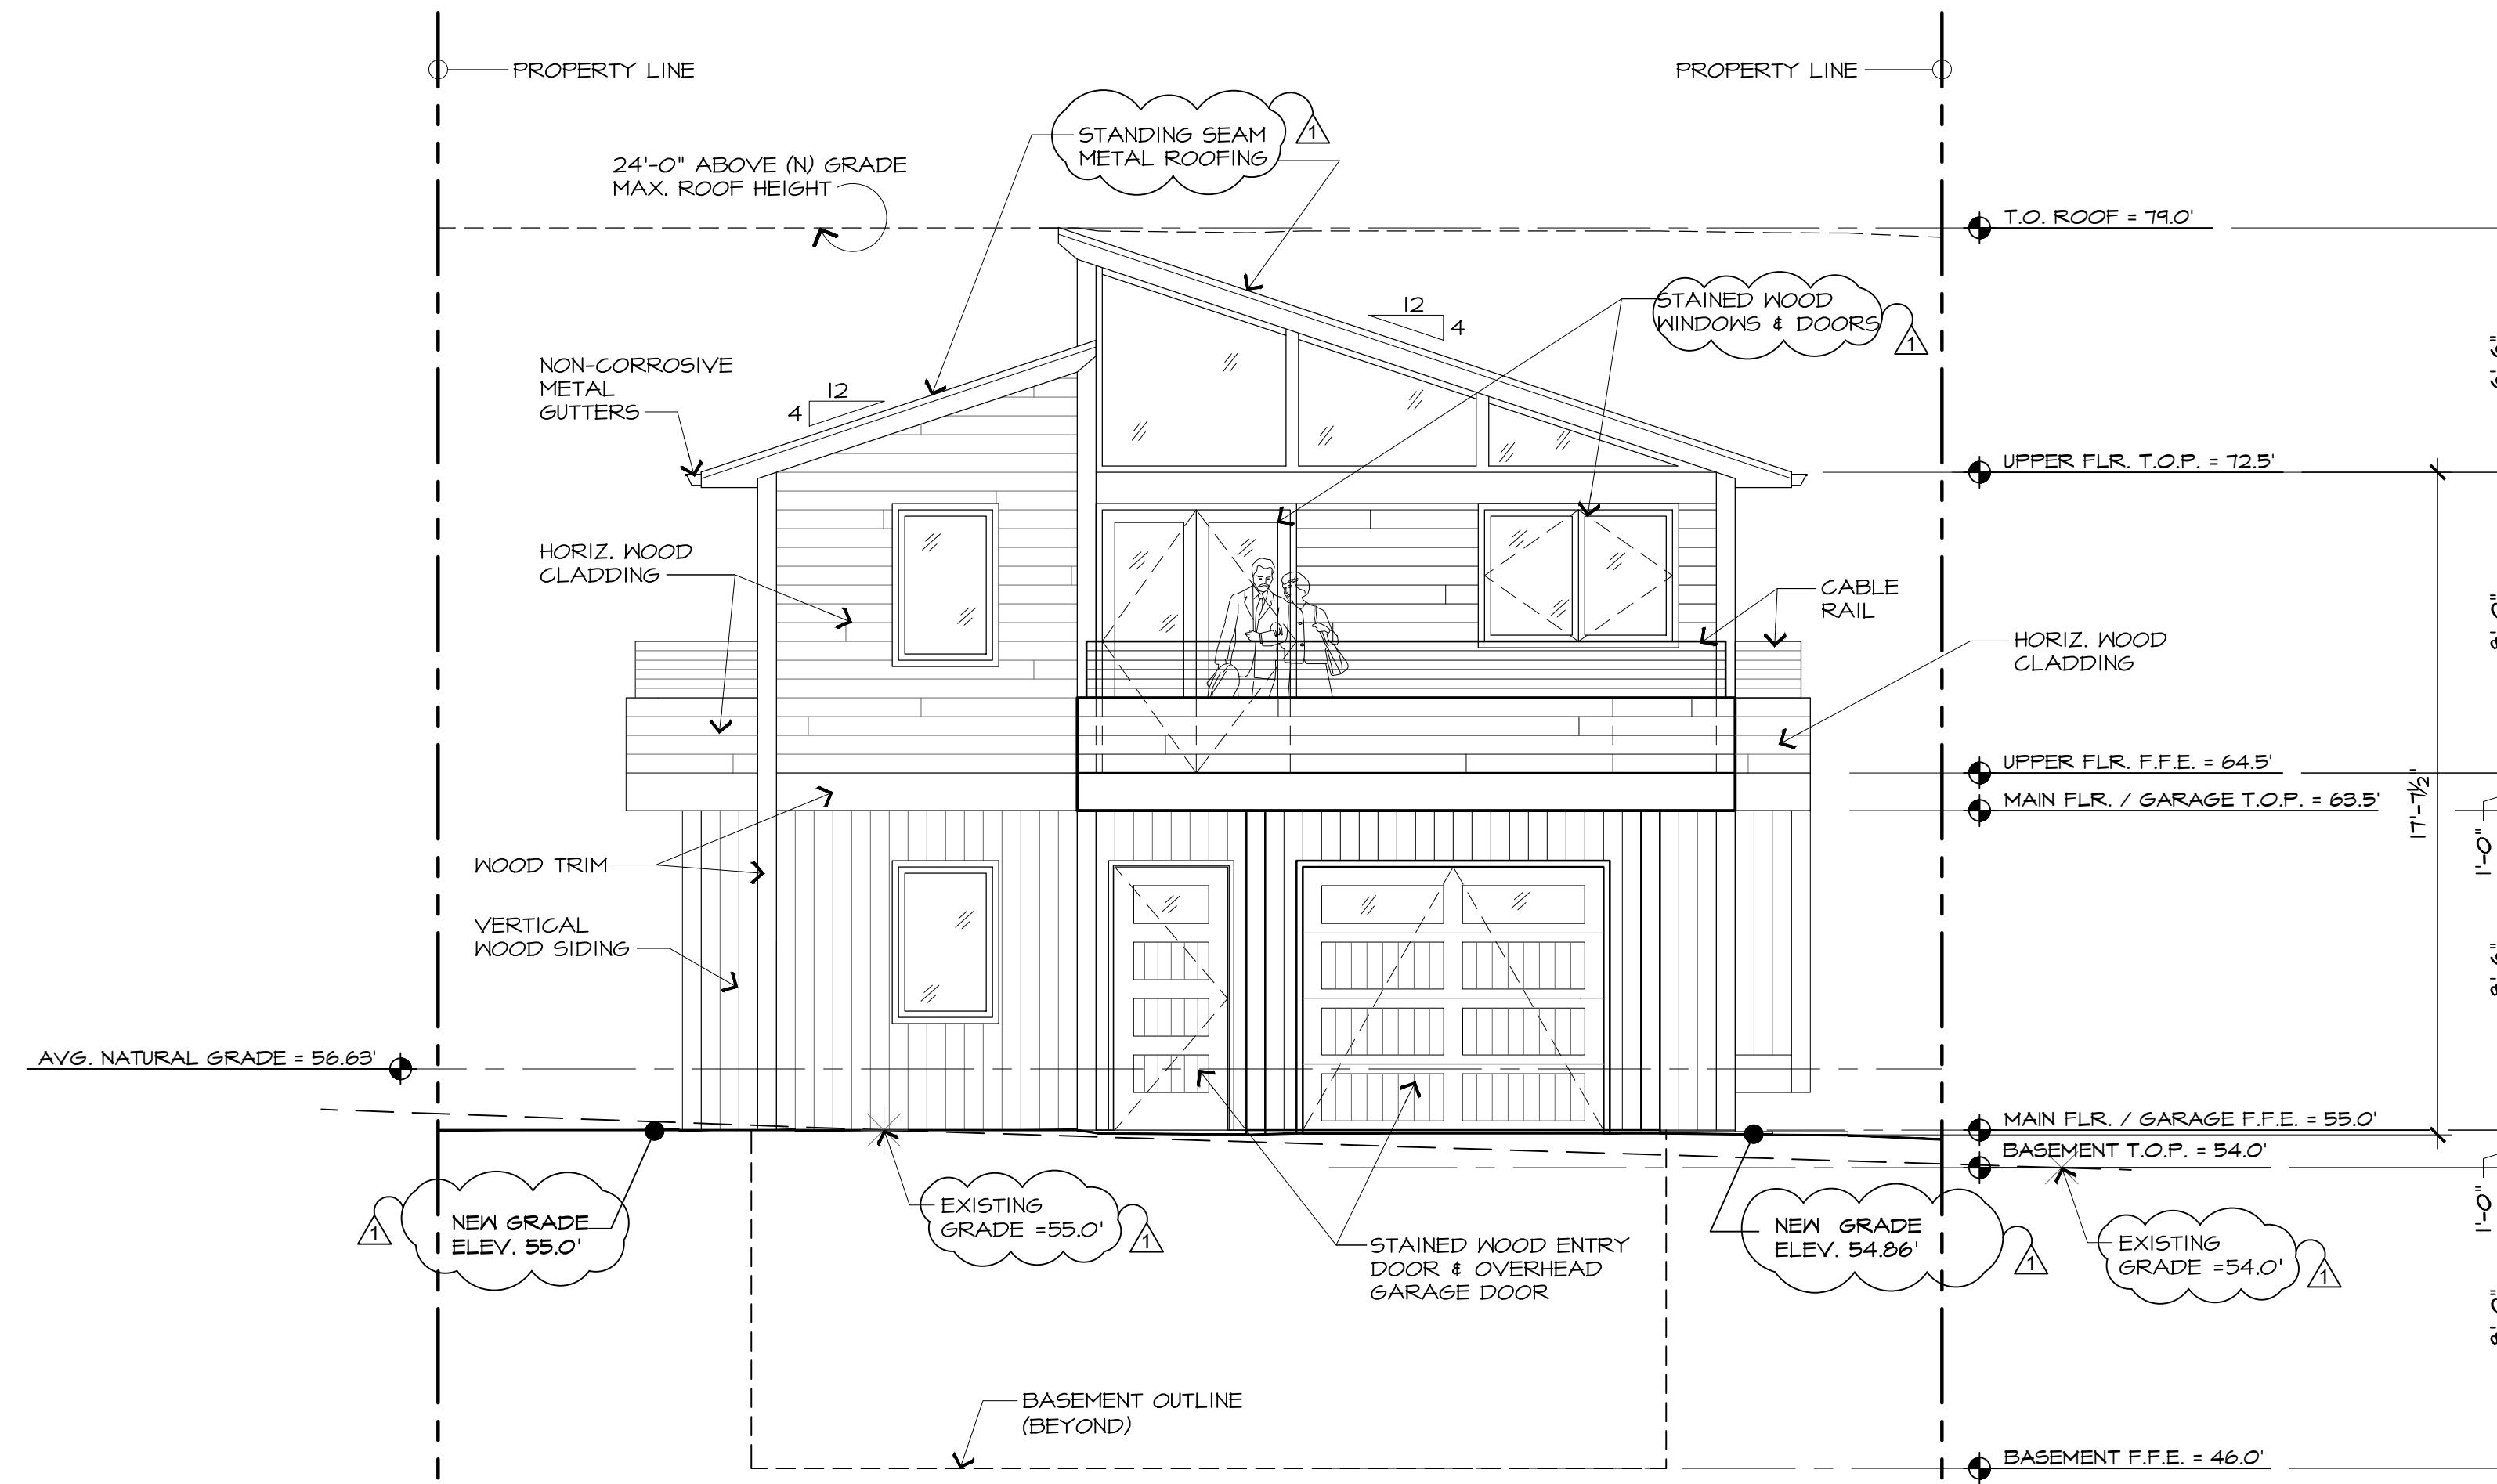 PROPERTY LINE
PROPERTY LINE
STANDING SEAM
METAL ROOFING
1
24'-0" ABOVE (N) GRADE
MAX. ROOF HEIGHT
T.O. ROOF = 79.0'
STAINED WOOD
WINDOWS & DOORS
1
12
4
NON-CORROSIVE
METAL
GUTTERS
12
4
UPPER FLR. T.O.P. = 72.5'
HORIZ. WOOD
CLADDING
CABLE
RAIL
HORIZ. WOOD
CLADDING
UPPER FLR. F.F.E. = 64.5'
MAIN FLR. / GARAGE T.O.P. = 63.5'
17'-7½"
1'-0"
WOOD TRIM
VERTICAL
WOOD SIDING
AVG. NATURAL GRADE = 56.63'
MAIN FLR. / GARAGE F.F.E. = 55.0'
BASEMENT T.O.P. = 54.0'
1'-0"
1
NEW GRADE
ELEV. 55.0'
EXISTING
GRADE =55.0'
1
STAINED WOOD ENTRY
DOOR & OVERHEAD
GARAGE DOOR
NEW GRADE
ELEV. 54.86'
1
EXISTING
GRADE =54.0'
1
BASEMENT OUTLINE
(BEYOND)
BASEMENT F.F.E. = 46.0'